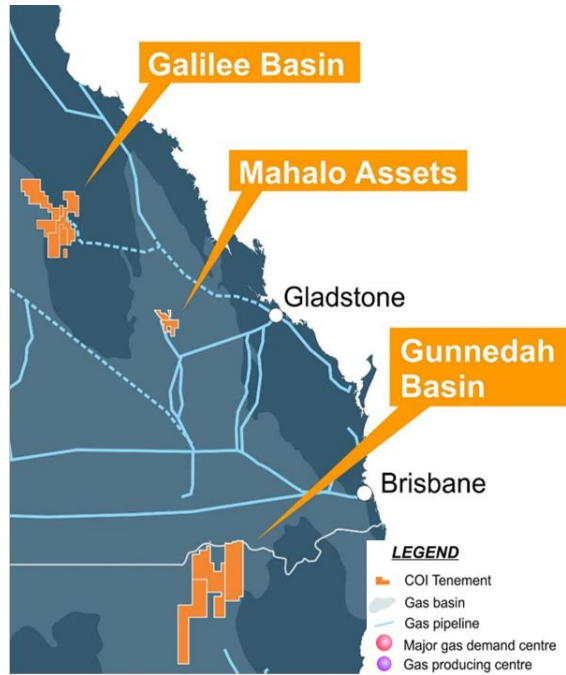 Galilee Basin
Mahalo Assets
Gladstone
Gunnedah
Basin
Brisbane
LEGEND
COI Tenement
Gas basin
Gas pipeline
Major gas demand centre
Gas producing centre